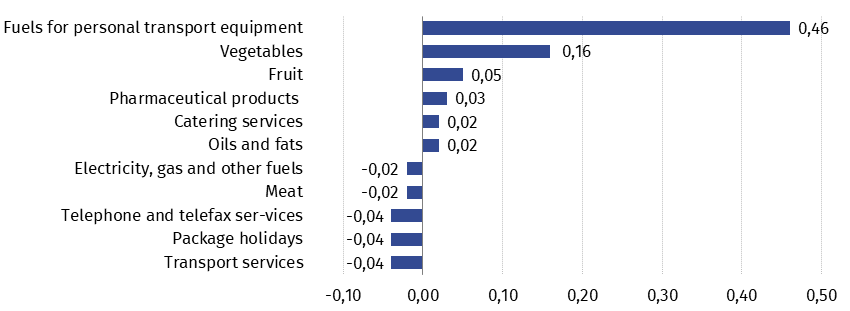 Fuels for personal transport equipment 0,46
Vegetables 0,16
Fruit 0,05
Pharmaceutical products 0,03
Catering services 0,02
Oils and fats 0,02
Electricity, gas and other fuels -0,02
Meat -0,02
Telephone and telefax ser-vices -0,04
Package holidays -0,04
Transport services -0,04
-0,10 0,00 0,10 0,20 0,30 0,40 0,50